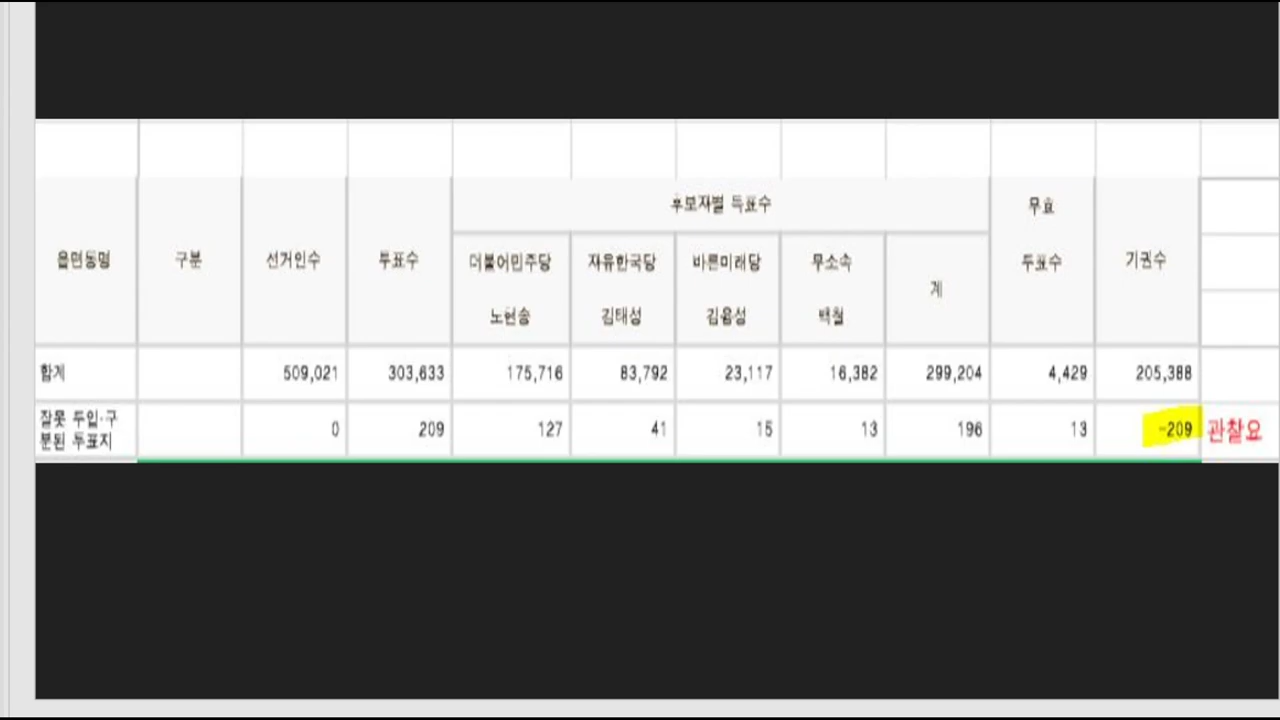 후보자별 득표수
무효
읍면동명 구분 선거인수 투표수 더불어민주당 자유한국당 바른미래당 무소속 계 투표수 기권수
노현송 김태성 김용성 백철
합계 509,021 303,633 175,716 83,792 23,117 16,382 299,204 4,429 205,388
잘못 투입·구
분된 투표지 0 209 127 41 15 13 196 13 -209 관찰요